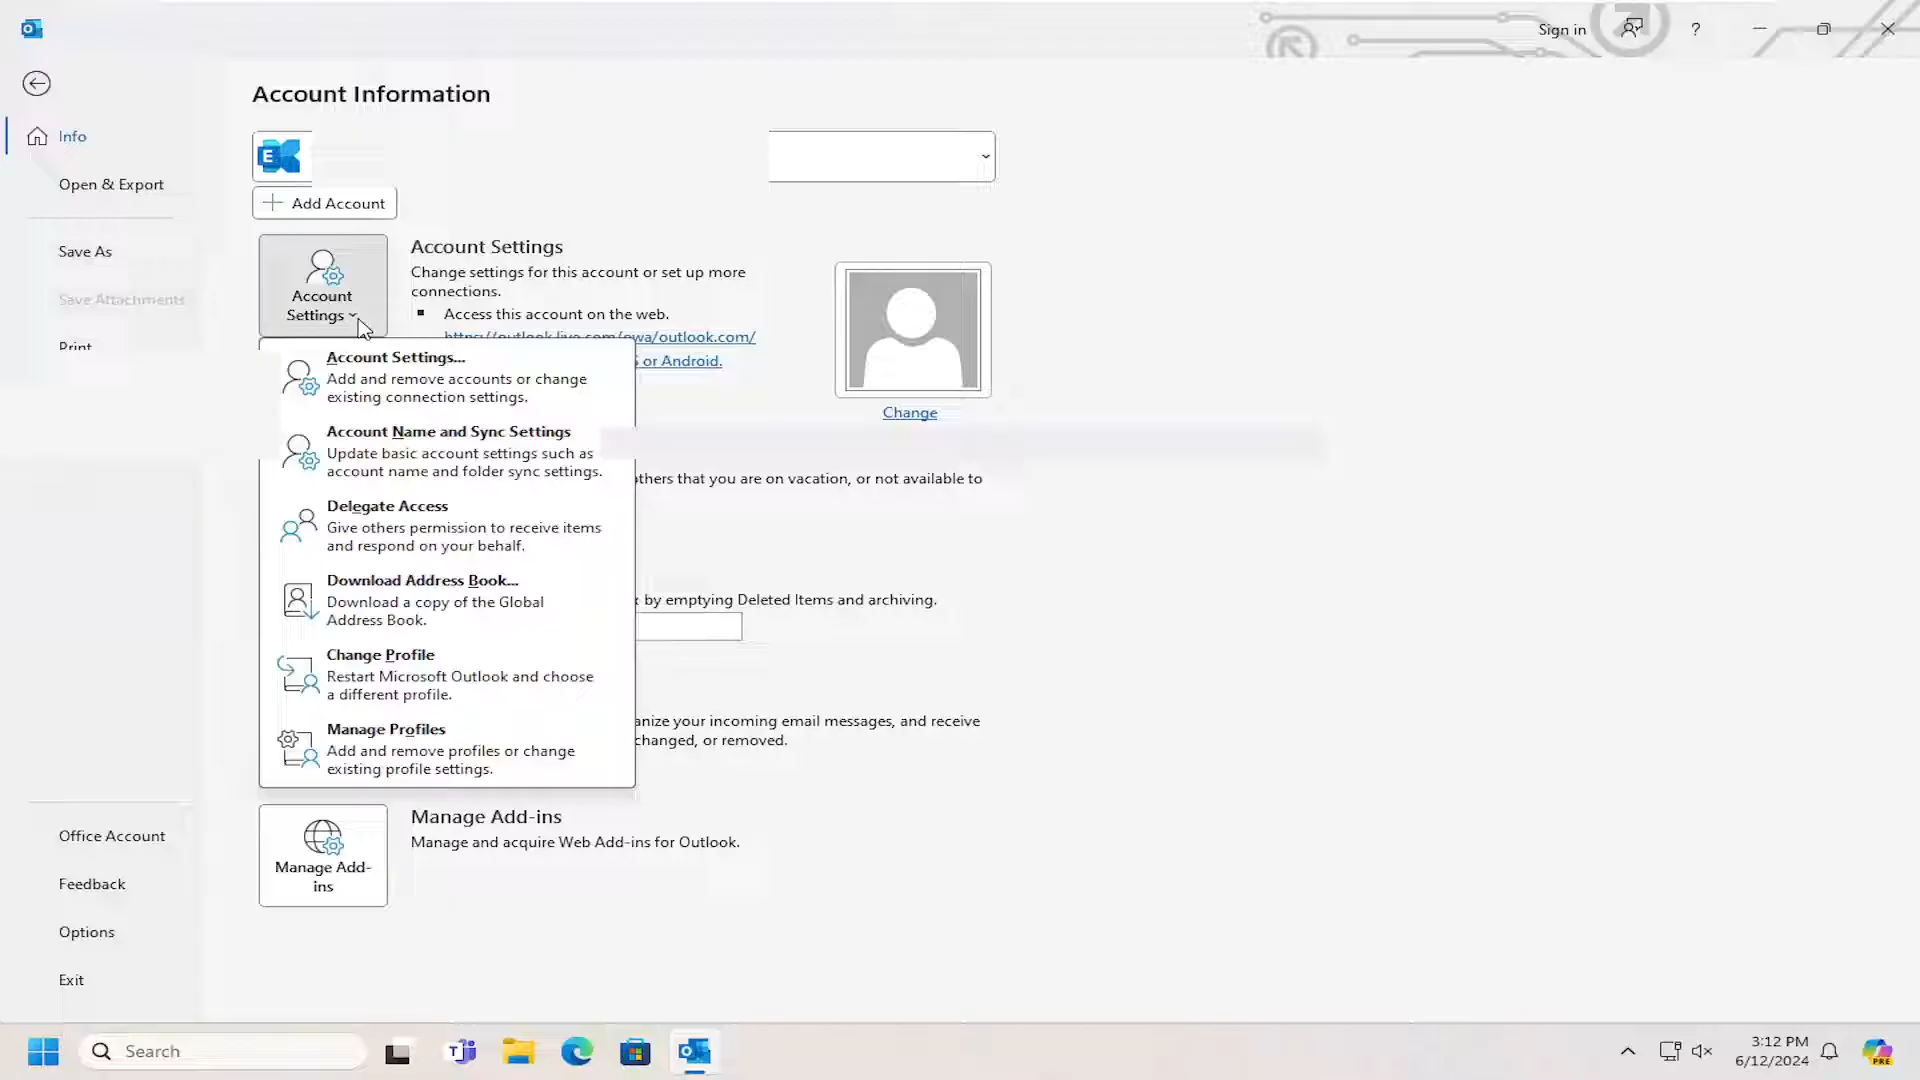 Sign in
?
Account Information
Info
Open & Export
Add Account
Save As
Save Attachments
Print
Account
Settings
Account Settings
Change settings for this account or set up more
connections.
Access this account on the web.
https://outlook.live.com/owa/outlook.com/
or Android.
Change
Account Settings...
Add and remove accounts or change
existing connection settings.
Account Name and Sync Settings
Update basic account settings such as
account name and folder sync settings.
thers that you are on vacation, or not available to
Delegate Access
Give others permission to receive items
and respond on your behalf.
Download Address Book...
Download a copy of the Global
Address Book.
by emptying Deleted Items and archiving.
Change Profile
Restart Microsoft Outlook and choose
a different profile.
Manage Profiles
Add and remove profiles or change
existing profile settings.
anize your incoming email messages, and receive
changed, or removed.
Manage Add-
ins
Manage Add-ins
Manage and acquire Web Add-ins for Outlook.
Office Account
Feedback
Options
Exit
Search
3:12 PM
6/12/2024
PRE